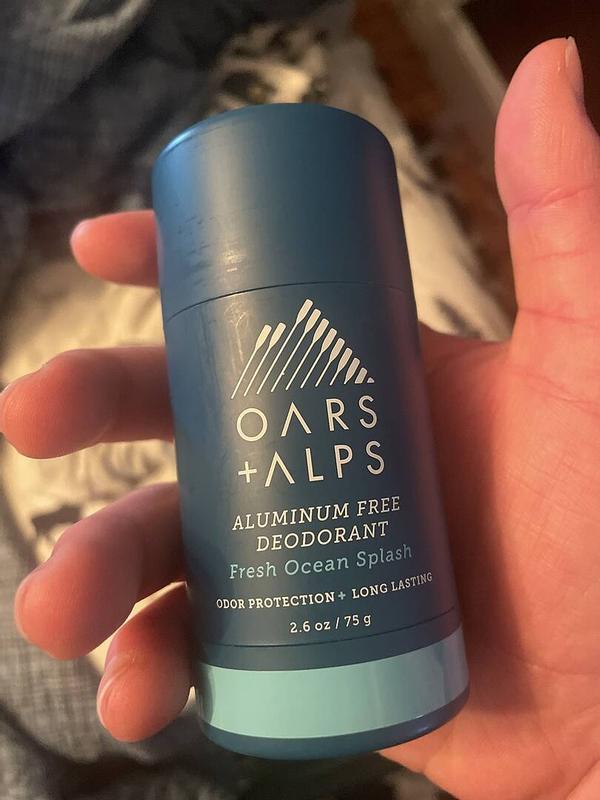 OARS
+ALPS
ALUMINUM FREE
DEODORANT
Fresh Ocean Splash
ODOR PROTECTION + LONG LASTING
2.6 oz / 75 g